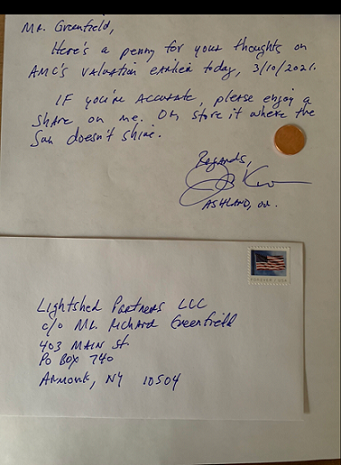 Mr. Greenfield,
Here's a penny for your thoughts on
AMC's valuation earlier today, 3/10/2021.
If you're accurate, please enjoy a
share on me. Or store it where the
Sun doesn't shine.
Regards,
Ashland, OR.
Lightshed Partners LLC
c/o Mr. Richard Greenfield
403 Main St.
PO Box 740
Armonk, NY 10504